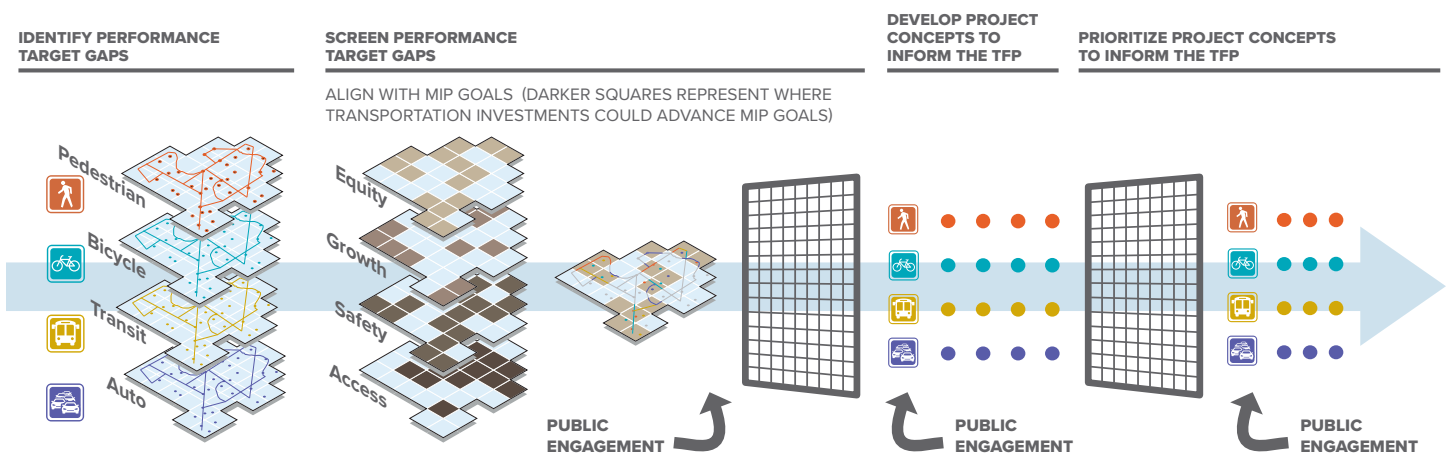 IDENTIFY PERFORMANCE
TARGET GAPS
SCREEN PERFORMANCE
TARGET GAPS
ALIGN WITH MIP GOALS (DARKER SQUARES REPRESENT WHERE
TRANSPORTATION INVESTMENTS COULD ADVANCE MIP GOALS)
DEVELOP PROJECT
CONCEPTS TO
INFORM THE TFP
PRIORITIZE PROJECT CONCEPTS
TO INFORM THE TFP
Pedestrian
Bicycle
Transit
Auto
Equity
Growth
Safety
Access
PUBLIC
ENGAGEMENT
PUBLIC
ENGAGEMENT
PUBLIC
ENGAGEMENT